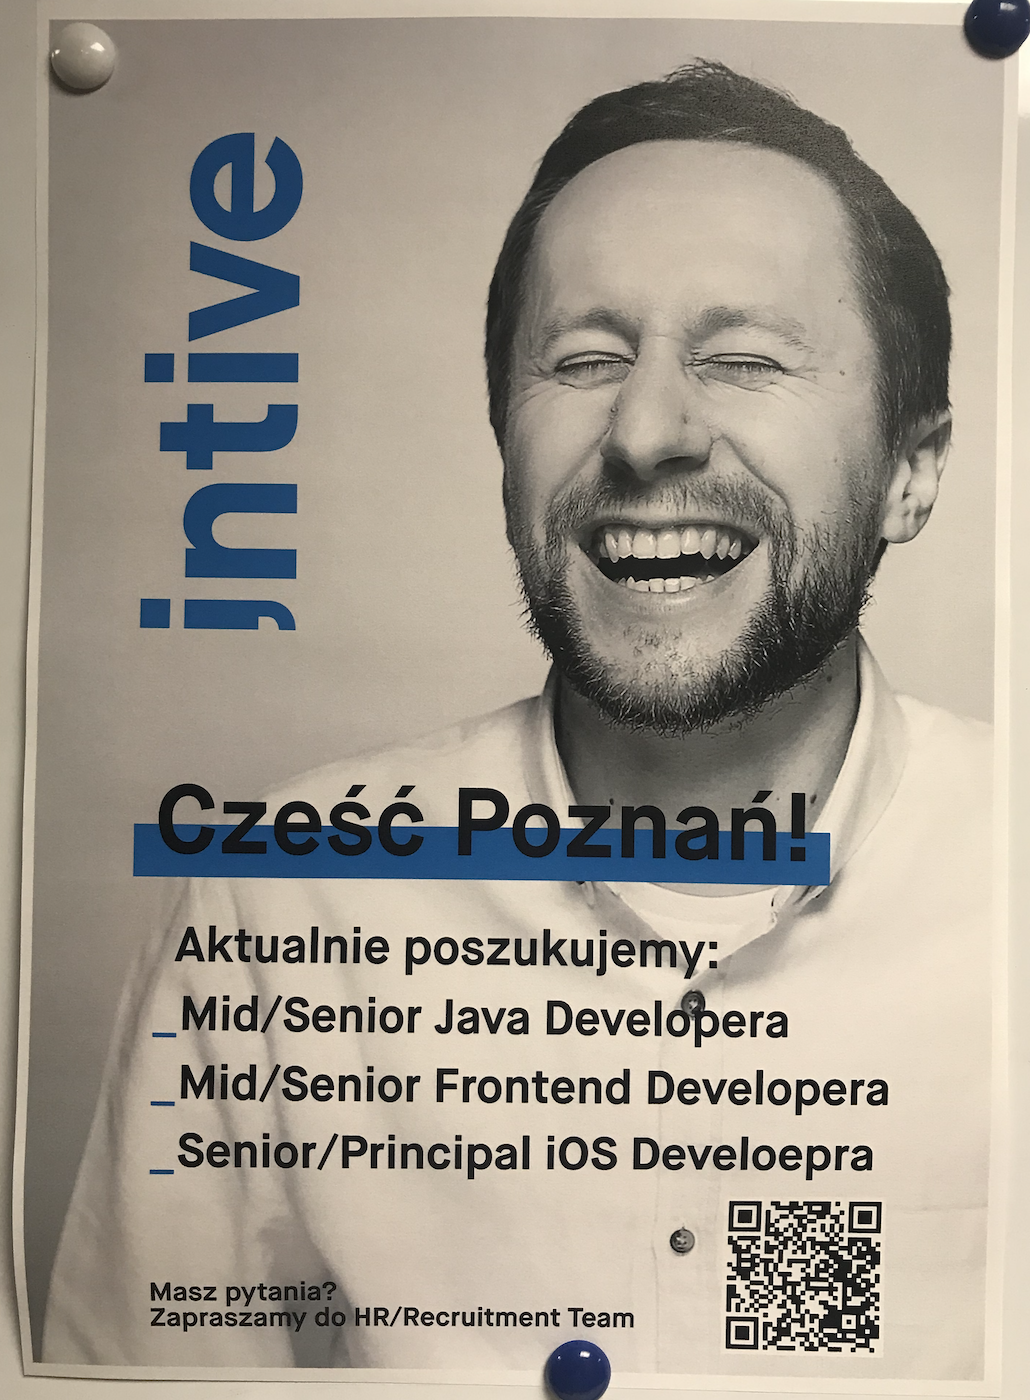 intive
Cześć Poznań!
Aktualnie poszukujemy:
_Mid/Senior Java Developera
_Mid/Senior Frontend Developera
_Senior/Principal iOS Develoepra
Masz pytania?
Zapraszamy do HR/Recruitment Team